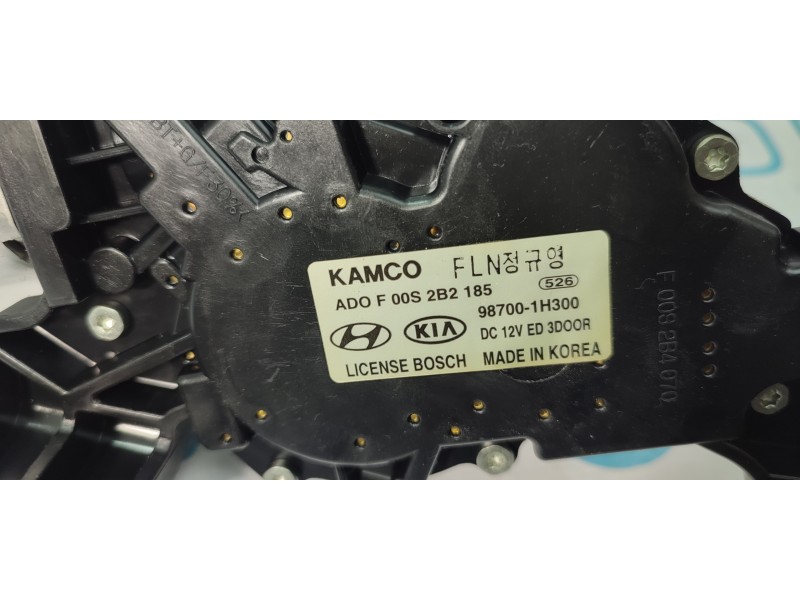 KAMCO FLN정규영
ADO F 00S 2B2 185 526
98700-1H300
KIA DC 12V ED 3DOOR
LICENSE BOSCH MADE IN KOREA
F 00S 2B4 070